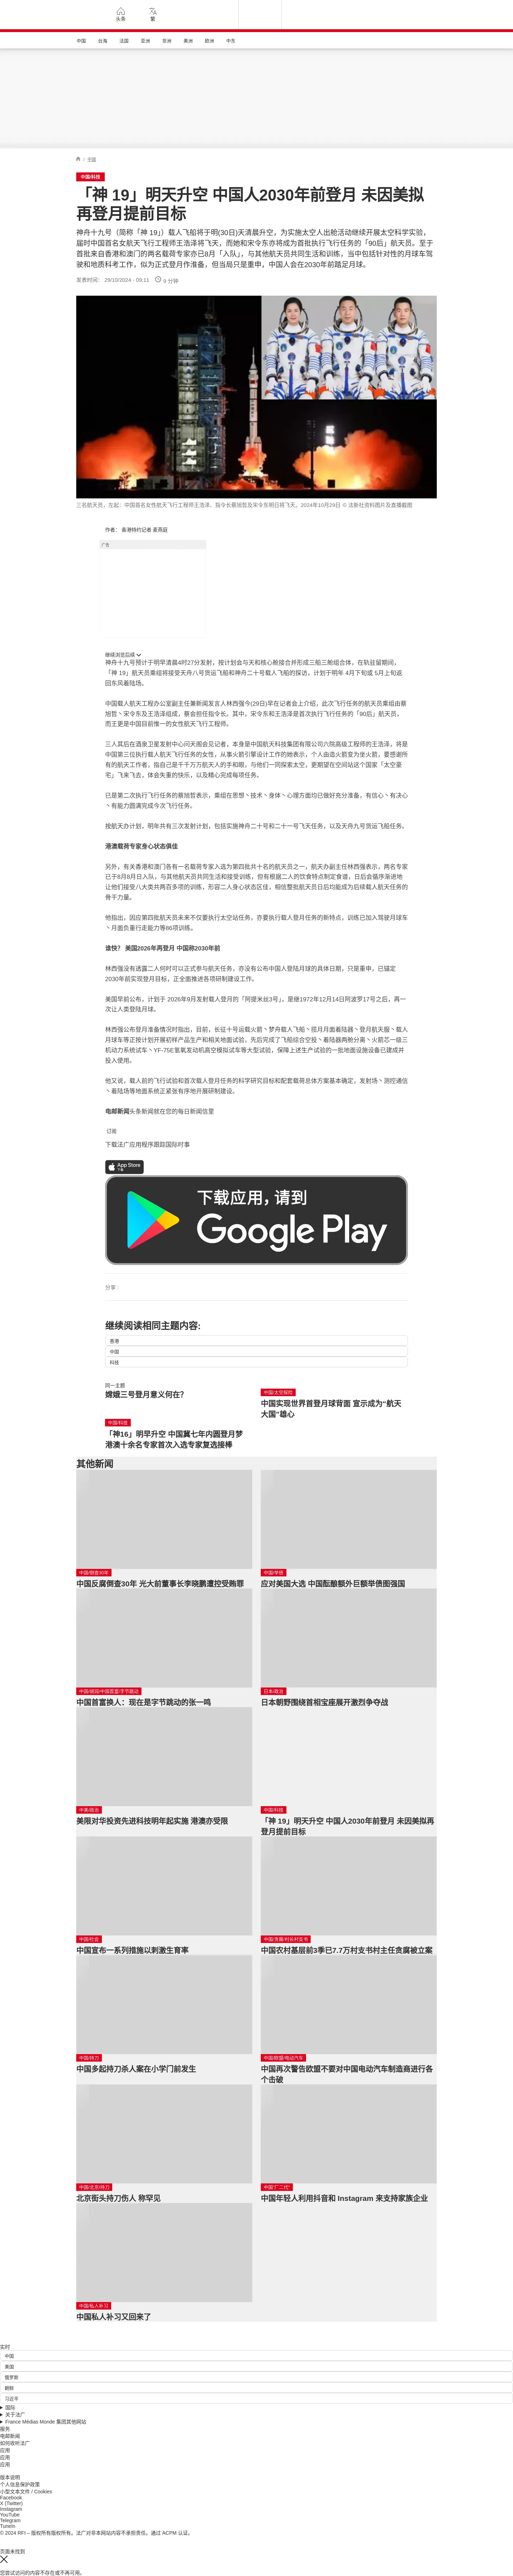 头条
繁
中国
台海
法国
亚洲
非洲
美洲
欧洲
中东
/ 中国
中国/科技
「神 19」明天升空 中国人2030年前登月 未因美拟
再登月提前目标
神舟十九号（简称「神 19」）载人飞船将于明(30日)天清晨升空，为实施太空人出舱活动继续开展太空科学实验，
届时中国首名女航天飞行工程师王浩泽将飞天，而她和宋令东亦将成为首批执行飞行任务的「90后」航天员。至于
首批来自香港和澳门的两名载荷专家亦已8月「入队」，与其他航天员共同生活和训练，当中包括针对性的月球车驾
驶和地质科考工作，似为正式登月作准备，但当局只是重申，中国人会在2030年前踏足月球。
发表时间： 29/10/2024 - 09:11 9 分钟
三名航天员，左起：中国首名女性航天飞行工程师王浩泽、指令长蔡旭哲及宋令东明日将飞天。2024年10月29日 © 法新社资料图片及直播截图
作者： 香港特约记者 麦燕庭
广告
继续浏览后续
神舟十九号预计于明早清晨4时27分发射，按计划会与天和核心舱接合并形成三船三舱组合体，在轨驻留期间，
「神 19」航天员乘组将接受天舟八号货运飞船和神舟二十号载人飞船的探访，计划于明年 4月下旬或 5月上旬返
回东风着陆场。
中国载人航天工程办公室副主任兼新闻发言人林西强今(29日)早在记者会上介绍，此次飞行任务的航天员乘组由蔡
旭哲丶宋令东及王浩泽组成，蔡会担任指令长。其中，宋令东和王浩泽是首次执行飞行任务的「90后」航天员，
而王更是中国目前惟一的女性航天飞行工程师。
三人其后在酒泉卫星发射中心问天阁会见记者，本身是中国航天科技集团有限公司六院高级工程师的王浩泽，将是
中国第三位执行载人航天飞行任务的女性，从事火箭引擎设计工作的她表示，个人由造火箭变为坐火箭，要感谢所
有的航天工作者，指自己是千千万万航天人的手和眼，与他们一同探索太空，更期望在空间站这个国家「太空豪
宅」飞来飞去，体会失重的快乐，以及精心完成每项任务。
已是第二次执行飞行任务的蔡旭哲表示，乘组在思想丶技术丶身体丶心理方面均已做好充分准备，有信心丶有决心
丶有能力圆满完成今次飞行任务。
按航天办计划，明年共有三次发射计划，包括实施神舟二十号和二十一号飞天任务，以及天舟九号货运飞船任务。
港澳载荷专家身心状态俱佳
另外，有关香港和澳门各有一名载荷专家入选为第四批共十名的航天员之一，航天办副主任林西强表示，两名专家
已于8月8月日入队，与其他航天员共同生活和接受训练，但有根据二人的饮食特点制定食谱，日后会循序渐进地
让他们接受八大类共两百多项的训练，形容二人身心状态区佳，相信整批航天员日后均能成为后续载人航天任务的
骨干力量。
他指出，因应第四批航天员未来不仅要执行太空站任务，亦要执行载人登月任务的新特点，训练已加入驾驶月球车
丶月面负重行走能力等88项训练。
谁快? 美国2026年再登月 中国称2030年前
林西强没有透露二人何时可以正式参与航天任务，亦没有公布中国人登陆月球的具体日期，只是重申，已锚定
2030年前实现登月目标，正全面推进各项研制建设工作。
美国早前公布，计划于 2026年9月发射载人登月的「阿提米丝3号」，是继1972年12月14日阿波罗17号之后，再一
次让人类登陆月球。
林西强公布登月准备情况时指出，目前，长征十号运载火箭丶梦舟载人飞船丶揽月月面着陆器丶登月航天服丶载人
月球车等正按计划开展初样产品生产和相关地面试验，先后完成了飞船综合空投丶着陆器两舱分离丶火箭芯一级三
机动力系统试车丶YF-75E氢氧发动机高空模拟试车等大型试验，保障上述生产试验的一批地面设施设备已建成并
投入使用。
他又说，载人前的飞行试验和首次载人登月任务的科学研究目标和配套载荷总体方案基本确定，发射场丶测控通信
丶着陆场等地面系统正紧张有序地开展研制建设。
电邮新闻头条新闻就在您的每日新闻信里
订阅
下载法广应用程序跟踪国际时事
App Store
下载
下载应用，请到
Google Play
分享：
继续阅读相同主题内容:
香港
中国
科技
同一主题
嫦娥三号登月意义何在？
中国/太空探险
中国实现世界首登月球背面 宣示成为“航天
大国”雄心
中国/科技
「神16」明早升空 中国冀七年内圆登月梦
港澳十余名专家首次入选专家复选接棒
其他新闻
中国/倒查30年
中国反腐倒查30年 光大前董事长李晓鹏遭控受贿罪
中国/举债
应对美国大选 中国酝酿额外巨额举债图强国
中国/胡润/中国首富/字节跳动
中国首富换人：现在是字节跳动的张一鸣
日本/政治
日本朝野围绕首相宝座展开激烈争夺战
中美/政治
美限对华投资先进科技明年起实施 港澳亦受限
中国/科技
「神 19」明天升空 中国人2030年前登月 未因美拟再
登月提前目标
中国/社会
中国宣布一系列措施以刺激生育率
中国/贪腐/村长村支书
中国农村基层前3季已7.7万村支书村主任贪腐被立案
中国/持刀
中国多起持刀杀人案在小学门前发生
中国/欧盟/电动汽车
中国再次警告欧盟不要对中国电动汽车制造商进行各
个击破
中国/北京/持刀
北京街头持刀伤人 称罕见
中国“厂二代”
中国年轻人利用抖音和 Instagram 来支持家族企业
中国/私人补习
中国私人补习又回来了
实时
中国
美国
俄罗斯
朝鲜
习近平
国际
关于法广
France Médias Monde 集团其他网站
服务
电邮新闻
如何收听法广
应用
应用
应用
版本说明
个人信息保护政策
小型文本文件 / Cookies
Facebook
X (Twitter)
Instagram
YouTube
Telegram
TuneIn
© 2024 RFI – 版权所有版权所有。法广对非本网站内容不承担责任。通过 ACPM 认证。
页面未找到
您尝试访问的内容不存在或不再可用。